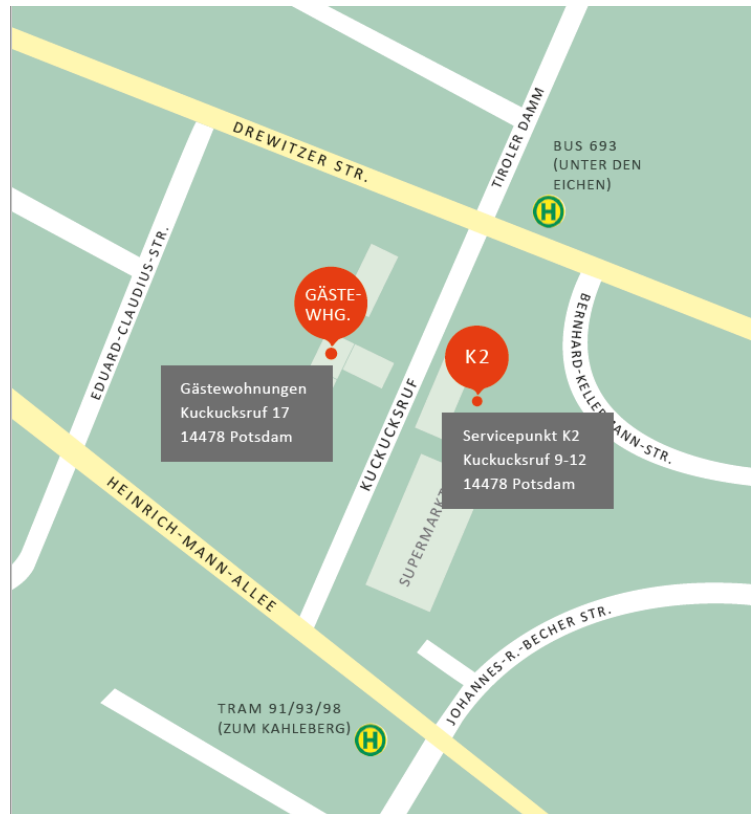 TIROLER DAMM
DREWITZER STR.
BUS 693
(UNTER DEN
EICHEN)
H
EDUARD-CLAUDIUS-STR.
GÄSTE-
WHG.
K2
BERNHARD-KELLERMANN-STR.
Gästewohnungen
Kuckucksruf 17
14478 Potsdam
KUCKUCKSRUF
Servicepunkt K2
Kuckucksruf 9-12
14478 Potsdam
SUPERMARKT
HEINRICH-MANN-ALLEE
JOHANNES-R.-BECHER STR.
TRAM 91/93/98
(ZUM KAHLEBERG)
H